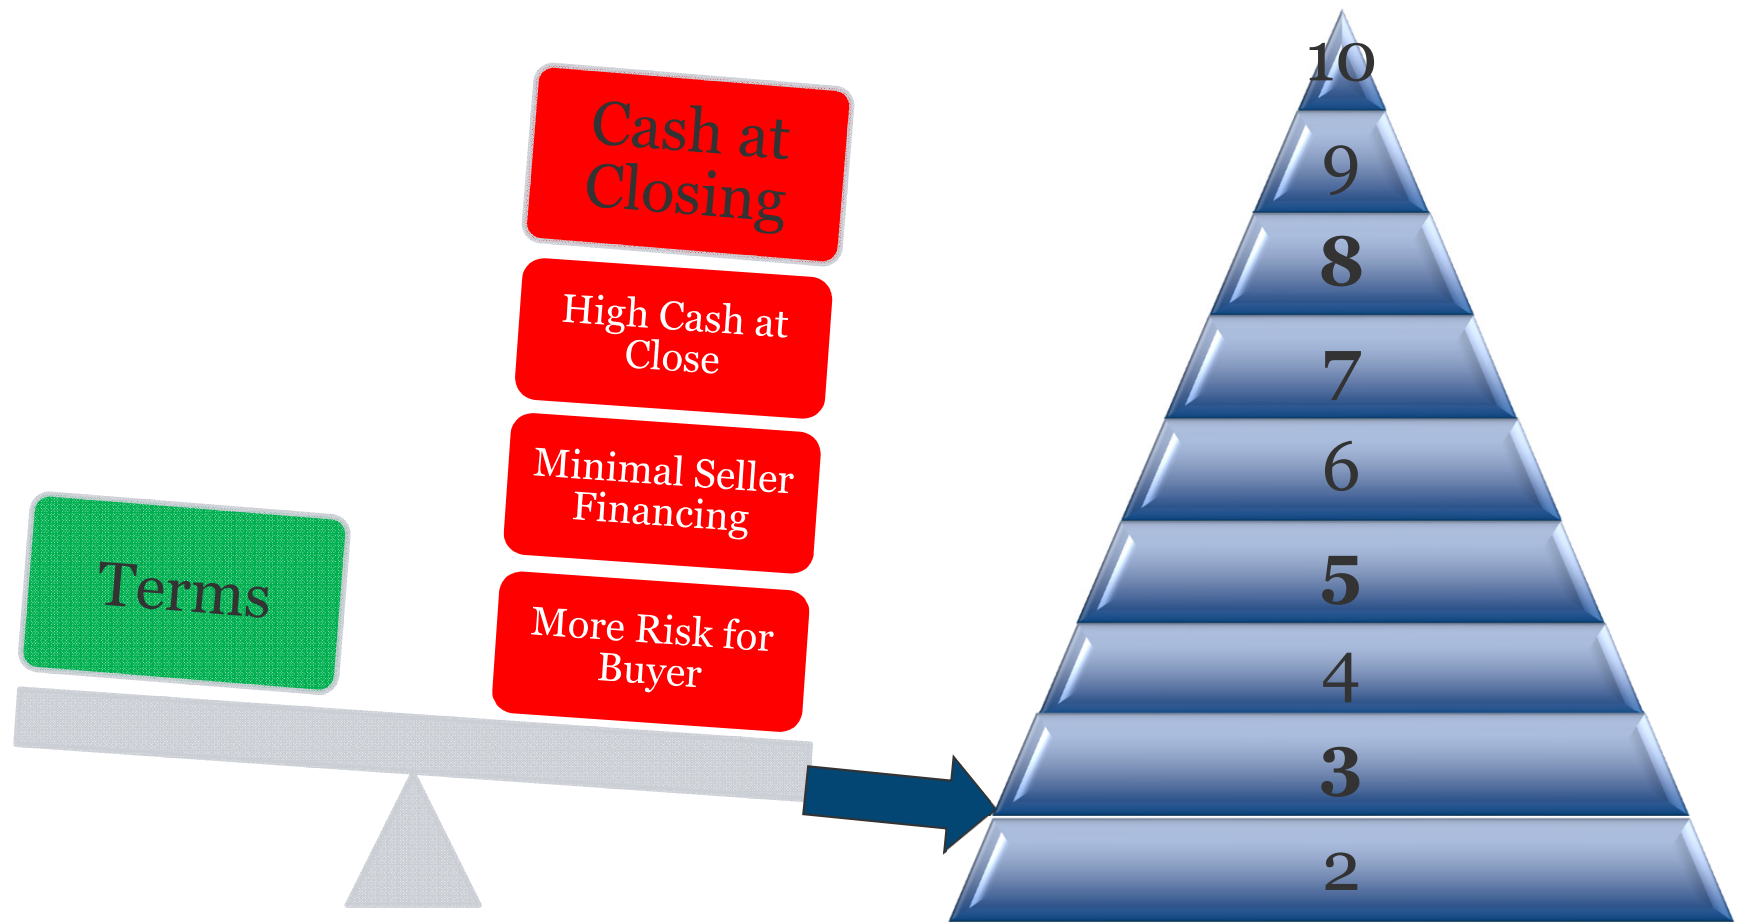 Cash at
Closing
High Cash at
Close
Minimal Seller
Financing
More Risk for
Buyer
Terms
10
9
8
7
6
5
4
3
2